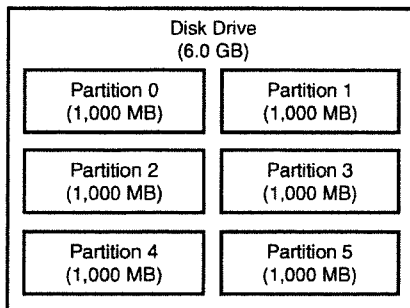 Disk Drive
(6.0 GB)
Partition 0
(1,000 MB)
Partition 1
(1,000 MB)
Partition 2
(1,000 MB)
Partition 3
(1,000 MB)
Partition 4
(1,000 MB)
Partition 5
(1,000 MB)